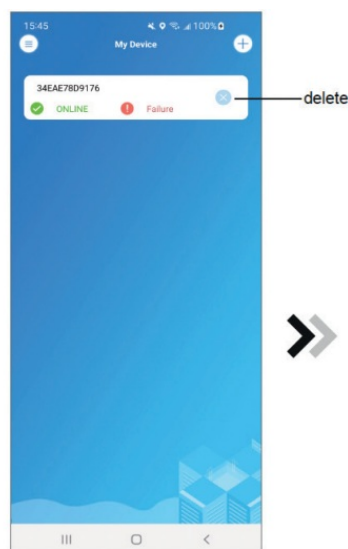 15:45 100%
My Device
34EAE78D9176
ONLINE Failure
delete